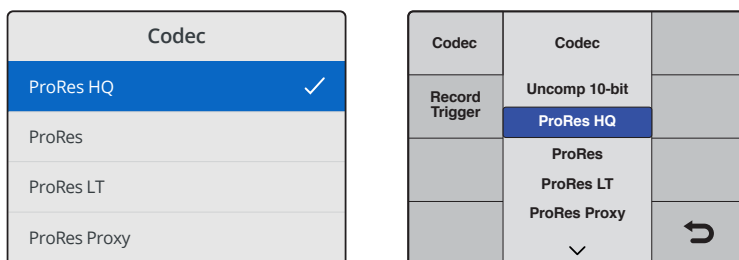 Codec
ProRes HQ
ProRes
ProRes LT
ProRes Proxy
Codec
Record
Trigger
Codec
Uncomp 10-bit
ProRes HQ
ProRes
ProRes LT
ProRes Proxy